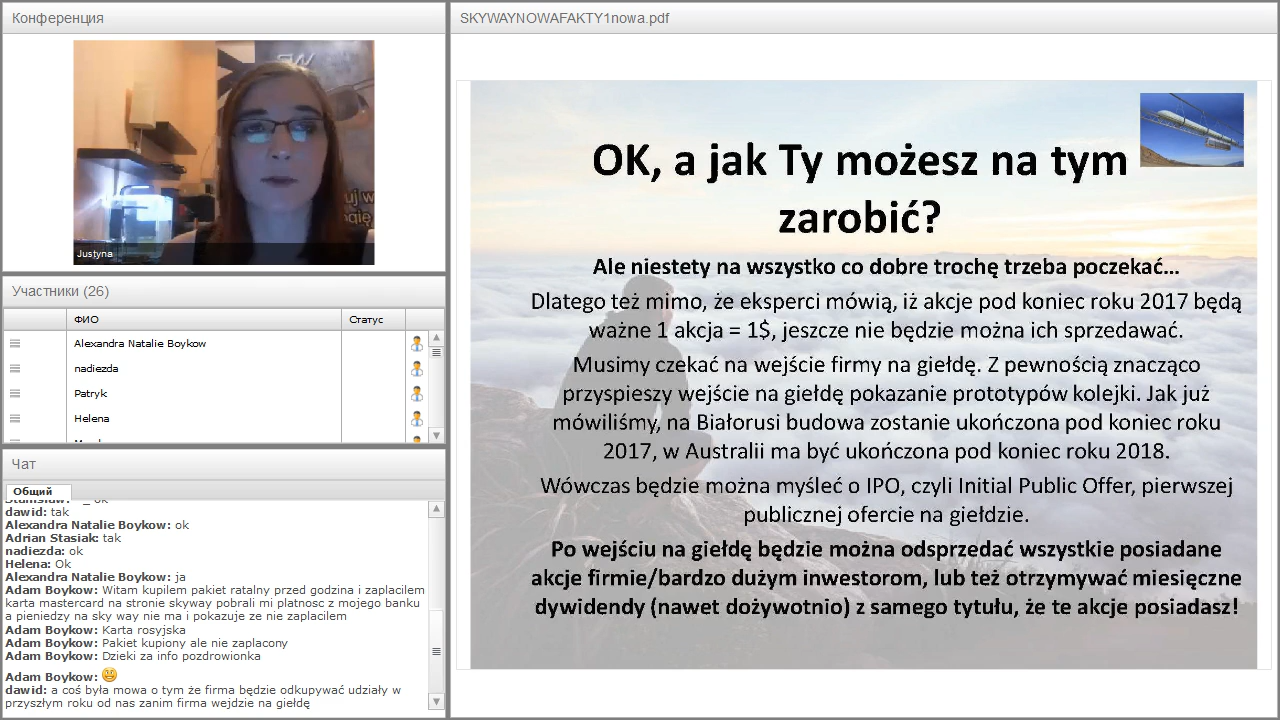 Конференция
Justyna
Участники (26)
ФИО
Статус
Alexandra Natalie Boykow
nadiezda
Patryk
Helena
Чат
Общий
dawid: tak
Alexandra Natalie Boykow: ok
Adrian Stasiak: tak
nadiezda: ok
Helena: Ok
Alexandra Natalie Boykow: ja
Adam Boykow: Witam kupilem pakiet ratalny przed godzina i zaplacilem
karta mastercard na stronie skyway pobrali mi platnosc z mojego banku
a pieniedzy na sky way nie ma i pokazuje ze nie zaplacilem
Adam Boykow: Karta rosyjska
Adam Boykow: Pakiet kupiony ale nie zaplacony
Adam Boykow: Dzieki za info pozdrowionka
Adam Boykow:
dawid: a coś była mowa o tym że firma będzie odkupywać udziały w
przyszłym roku od nas zanim firma wejdzie na giełdę
SKYWAYNOWAFAKTY1nowa.pdf
OK, a jak Ty możesz na tym
zarobić?
Ale niestety na wszystko co dobre trochę trzeba poczekać...
Dlatego też mimo, że eksperci mówią, iż akcje pod koniec roku 2017 będą
ważne 1 akcja = 1$, jeszcze nie będzie można ich sprzedawać.
Musimy czekać na wejście firmy na giełdę. Z pewnością znacząco
przyspieszy wejście na giełdę pokazanie prototypów kolejki. Jak już
mówiliśmy, na Białorusi budowa zostanie ukończona pod koniec roku
2017, w Australii ma być ukończona pod koniec roku 2018.
Wówczas będzie można myśleć o IPO, czyli Initial Public Offer, pierwszej
publicznej ofercie na giełdzie.
Po wejściu na giełdę będzie można odsprzedać wszystkie posiadane
akcje firmie/bardzo dużym inwestorom, lub też otrzymywać miesięczne
dywidendy (nawet dożywotnio) z samego tytułu, że te akcje posiadasz!